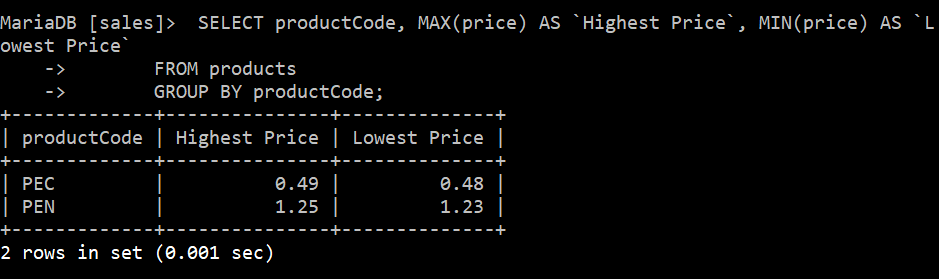 MariaDB [sales]>  SELECT productCode, MAX(price) AS `Highest Price`, MIN(price) AS `L
owest Price`
    ->        FROM products
    ->        GROUP BY productCode;
+-------------+---------------+--------------+
| productCode | Highest Price | Lowest Price |
+-------------+---------------+--------------+
| PEC         |          0.49 |         0.48 |
| PEN         |          1.25 |         1.23 |
+-------------+---------------+--------------+
2 rows in set (0.001 sec)